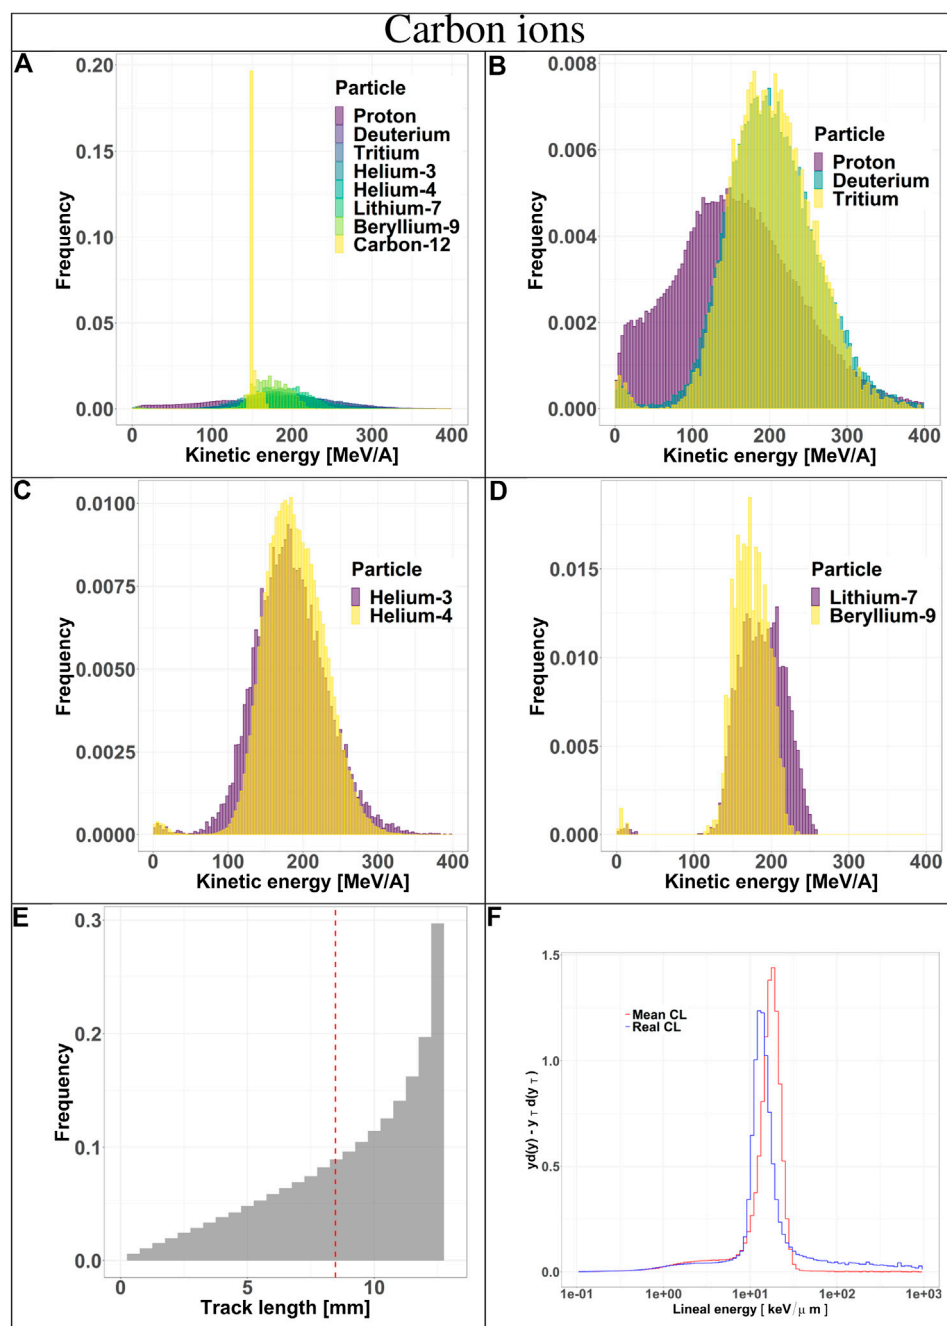 Carbon ions
A
0.20
0.15
0.10
0.05
0.00
Frequency
Particle
Proton
Deuterium
Tritium
Helium-3
Helium-4
Lithium-7
Beryllium-9
Carbon-12
0 100 200 300 400
Kinetic energy [MeV/A]
B
0.008
0.006
0.004
0.002
0.000
Frequency
Particle
Proton
Deuterium
Tritium
0 100 200 300 400
Kinetic energy [MeV/A]
C
0.0100
0.0075
0.0050
0.0025
0.0000
Frequency
Particle
Helium-3
Helium-4
0 100 200 300 400
Kinetic energy [MeV/A]
D
0.015
0.010
0.005
0.000
Frequency
Particle
Lithium-7
Beryllium-9
0 100 200 300 400
Kinetic energy [MeV/A]
E
0.3
0.2
0.1
0.0
Frequency
0 5 10
Track length [mm]
F
1.5
1.0
0.5
0.0
yd(y) - y T d(y T)
Mean CL
Real CL
1e-01 1e+00 1e+01 1e+02 1e+03
Lineal energy [ keV/μ m ]